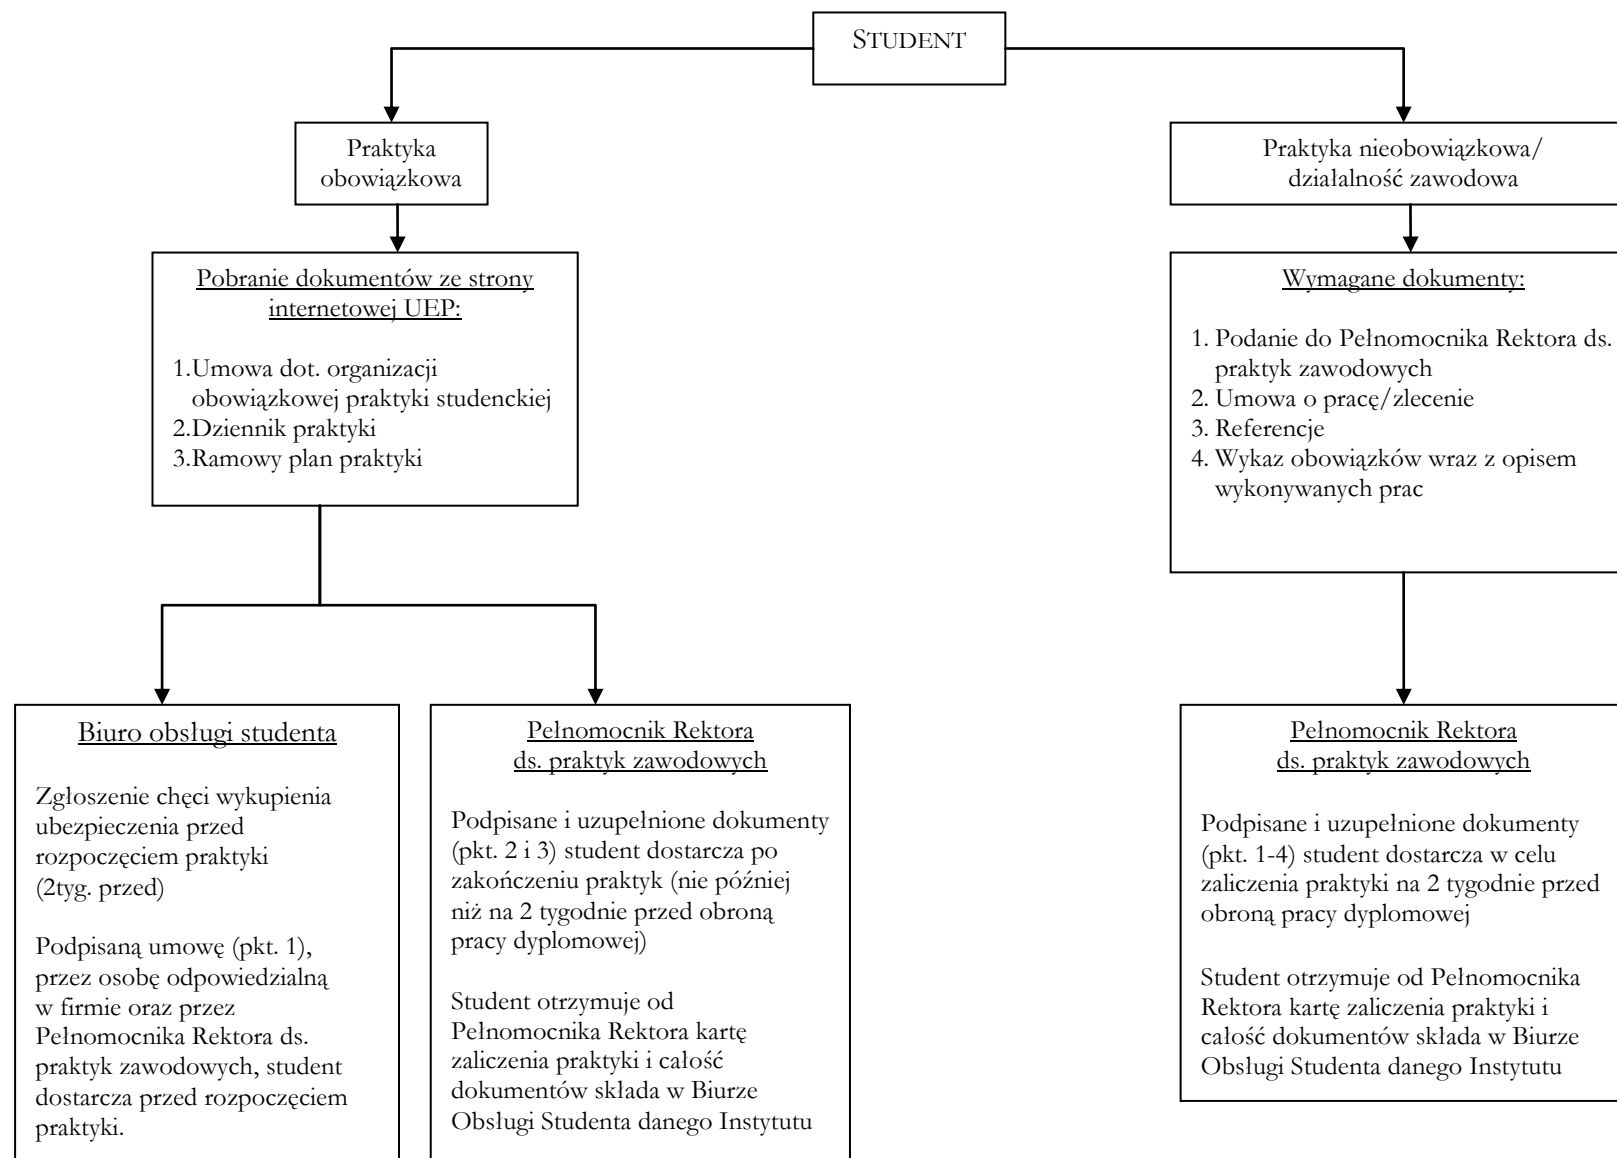 STUDENT
Praktyka
obowiązkowa
Praktyka nieobowiązkowa/
działalność zawodowa
Pobranie dokumentów ze strony
internetowej UEP:
1.Umowa dot. organizacji
obowiązkowej praktyki studenckiej
2.Dziennik praktyki
3.Ramowy plan praktyki
Wymagane dokumenty:
1. Podanie do Pełnomocnika Rektora ds.
praktyk zawodowych
2. Umowa o pracę/zlecenie
3. Referencje
4. Wykaz obowiązków wraz z opisem
wykonywanych prac
Biuro obsługi studenta
Zgłoszenie chęci wykupienia
ubezpieczenia przed
rozpoczęciem praktyki
(2tyg. przed)
Podpisaną umowę (pkt. 1),
przez osobę odpowiedzialną
w firmie oraz przez
Pełnomocnika Rektora ds.
praktyk zawodowych, student
dostarcza przed rozpoczęciem
praktyki.
Pełnomocnik Rektora
ds. praktyk zawodowych
Podpisane i uzupełnione dokumenty
(pkt. 2 i 3) student dostarcza po
zakończeniu praktyk (nie później
niż na 2 tygodnie przed obroną
pracy dyplomowej)
Student otrzymuje od
Pełnomocnika Rektora kartę
zaliczenia praktyki i całość
dokumentów składa w Biurze
Obsługi Studenta danego Instytutu
Pełnomocnik Rektora
ds. praktyk zawodowych
Podpisane i uzupełnione dokumenty
(pkt. 1-4) student dostarcza w celu
zaliczenia praktyki na 2 tygodnie przed
obroną pracy dyplomowej
Student otrzymuje od Pełnomocnika
Rektora kartę zaliczenia praktyki i
całość dokumentów składa w Biurze
Obsługi Studenta danego Instytutu